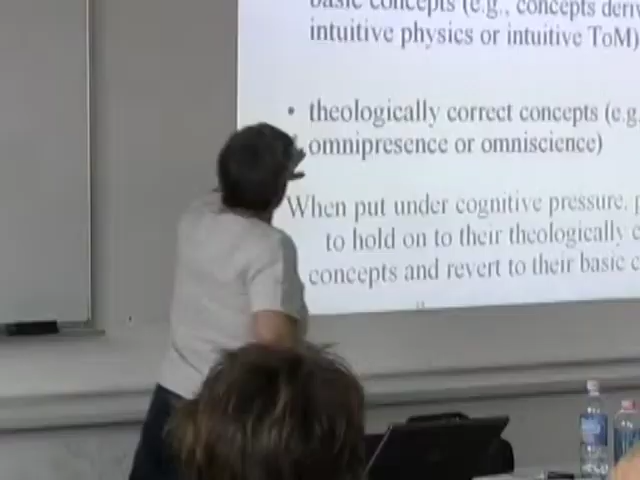 basic concepts (e.g., concepts
intuitive physics or intuitive ToM)
• theologically correct concepts (e.g.
omnipresence or omniscience)
When put under cognitive pressure,
to hold on to their theologically
concepts and revert to their basic